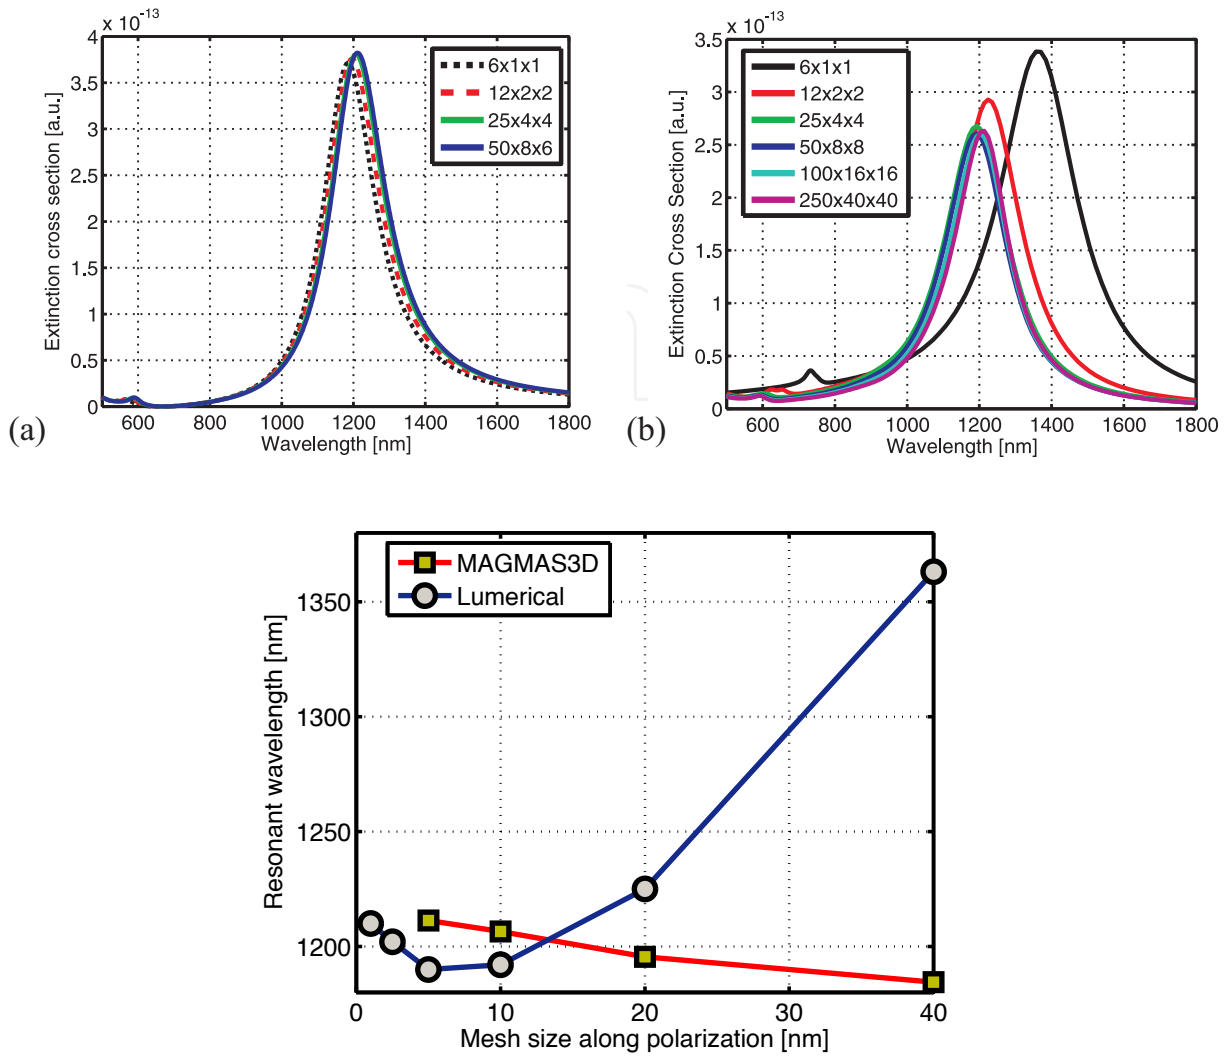 x 10⁻¹³
4
3.5
3
2.5
2
1.5
1
0.5
0
600 800 1000 1200 1400 1600 1800
Extinction cross section [a.u.]
Wavelength [nm]
6x1x1
12x2x2
25x4x4
50x8x6
(a)
x 10⁻¹³
3.5
3
2.5
2
1.5
1
0.5
0
600 800 1000 1200 1400 1600 1800
Extinction Cross Section [a.u.]
Wavelength [nm]
6x1x1
12x2x2
25x4x4
50x8x8
100x16x16
250x40x40
(b)
MAGMAS3D
Lumerical
1350
1300
1250
1200
Resonant wavelength [nm]
0 10 20 30 40
Mesh size along polarization [nm]